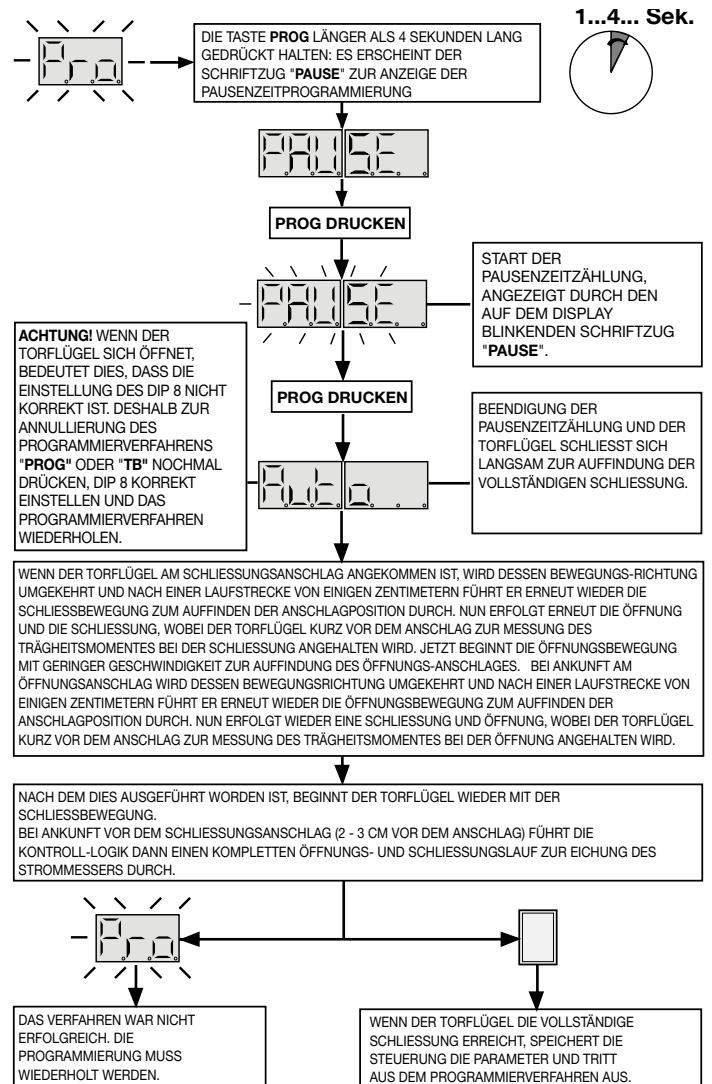 1...4... Sek.
P.r.o.
DIE TASTE PROG LÄNGER ALS 4 SEKUNDEN LANG
GEDRÜCKT HALTEN: ES ERSCHEINT DER
SCHRIFTZUG "PAUSE" ZUR ANZEIGE DER
PAUSENZEITPROGRAMMIERUNG
PAUSE
PROG DRUCKEN
PAUSE
START DER
PAUSENZEITZÄHLUNG,
ANGEZEIGT DURCH DEN
AUF DEM DISPLAY
BLINKENDEN SCHRIFTZUG
"PAUSE".
ACHTUNG! WENN DER
TORFLÜGEL SICH ÖFFNET,
BEDEUTET DIES, DASS DIE
EINSTELLUNG DES DIP 8 NICHT
KORREKT IST. DESHALB ZUR
ANNULLIERUNG DES
PROGRAMMIERVERFAHRENS
"PROG" ODER "TB" NOCHMAL
DRÜCKEN, DIP 8 KORREKT
EINSTELLEN UND DAS
PROGRAMMIERVERFAHREN
WIEDERHOLEN.
PROG DRUCKEN
BEENDIGUNG DER
PAUSENZEITZÄHLUNG UND DER
TORFLÜGEL SCHLIESST SICH
LANGSAM ZUR AUFFINDUNG DER
VOLLSTÄNDIGEN SCHLIESSUNG.
Auto
WENN DER TORFLÜGEL AM SCHLIESSUNGSANSCHLAG ANGEKOMMEN IST, WIRD DESSEN BEWEGUNGS-RICHTUNG
UMGEKEHRT UND NACH EINER LAUFSTRECKE VON EINIGEN ZENTIMETERN FÜHRT ER ERNEUT WIEDER DIE
SCHLIESSBEWEGUNG ZUM AUFFINDEN DER ANSCHLAGPOSITION DURCH. NUN ERFOLGT ERNEUT DIE ÖFFNUNG
UND DIE SCHLIESSUNG, WOBEI DER TORFLÜGEL KURZ VOR DEM ANSCHLAG ZUR MESSUNG DES
TRÄGHEITSMOMENTES BEI DER SCHLIESSUNG ANGEHALTEN WIRD. JETZT BEGINNT DIE ÖFFNUNGSBEWEGUNG
MIT GERINGER GESCHWINDIGKEIT ZUR AUFFINDUNG DES ÖFFNUNGS-ANSCHLAGES. BEI ANKUNFT AM
ÖFFNUNGSANSCHLAG WIRD DESSEN BEWEGUNGSRICHTUNG UMGEKEHRT UND NACH EINER LAUFSTRECKE VON
EINIGEN ZENTIMETERN FÜHRT ER ERNEUT WIEDER DIE ÖFFNUNGSBEWEGUNG ZUM AUFFINDEN DER
ANSCHLAGPOSITION DURCH. NUN ERFOLGT WIEDER EINE SCHLIESSUNG UND ÖFFNUNG, WOBEI DER TORFLÜGEL
KURZ VOR DEM ANSCHLAG ZUR MESSUNG DES TRÄGHEITSMOMENTES BEI DER ÖFFNUNG ANGEHALTEN WIRD.
NACH DEM DIES AUSGEFÜHRT WORDEN IST, BEGINNT DER TORFLÜGEL WIEDER MIT DER
SCHLIESSBEWEGUNG.
BEI ANKUNFT VOR DEM SCHLIESSUNGSANSCHLAG (2 - 3 CM VOR DEM ANSCHLAG) FÜHRT DIE
KONTROLL-LOGIK DANN EINEN KOMPLETTEN ÖFFNUNGS- UND SCHLIESSUNGSLAUF ZUR EICHUNG DES
STROMMESSERS DURCH.
P.r.o.
DAS VERFAHREN WAR NICHT
ERFOLGREICH. DIE
PROGRAMMIERUNG MUSS
WIEDERHOLT WERDEN.
WENN DER TORFLÜGEL DIE VOLLSTÄNDIGE
SCHLIESSUNG ERREICHT, SPEICHERT DIE
STEUERUNG DIE PARAMETER UND TRITT
AUS DEM PROGRAMMIERVERFAHREN AUS.